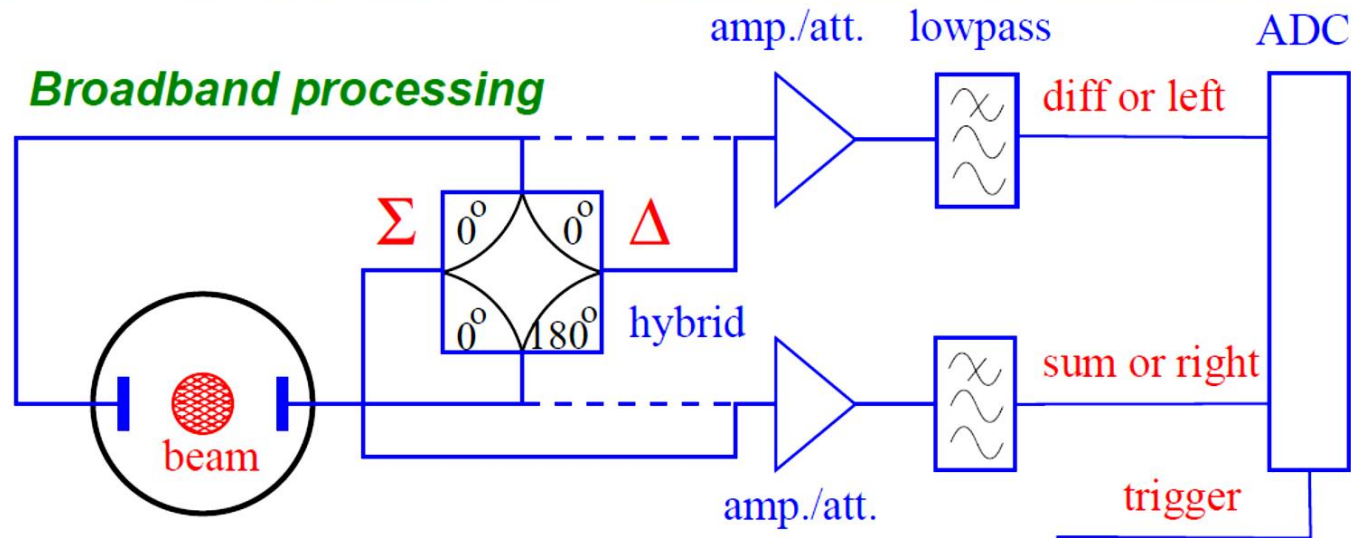 amp./att. lowpass ADC
Broadband processing
diff or left
Σ 0° 0° Δ
0° 180° hybrid
sum or right
beam
amp./att.
trigger